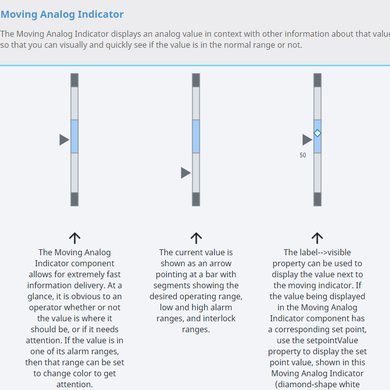 Moving Analog Indicator
The Moving Analog Indicator displays an analog value in context with other information about that value
so that you can visually and quickly see if the value is in the normal range or not.
50
The Moving Analog
Indicator component
allows for extremely fast
information delivery. At a
glance, it is obvious to an
operator whether or not
the value is where it
should be, or if it needs
attention. If the value is in
one of its alarm ranges,
then that range can be set
to change color to get
attention.
The current value is
shown as an arrow
pointing at a bar with
segments showing the
desired operating range,
low and high alarm
ranges, and interlock
ranges.
The label-->visible
property can be used to
display the value next to
the moving indicator. If
the value being displayed
in the Moving Analog
Indicator component has
a corresponding set point,
use the setpointValue
property to display the set
point value, shown in this
Moving Analog Indicator
(diamond-shape white